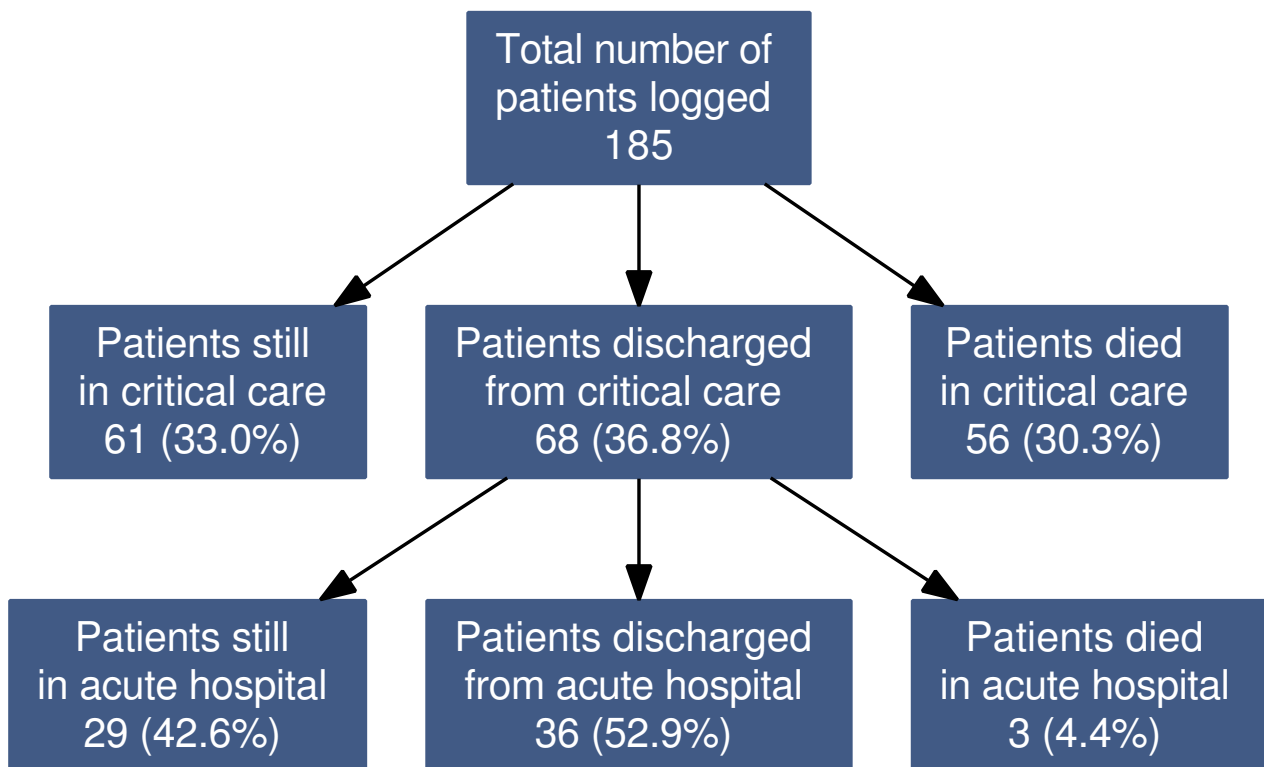 Total number of
patients logged
185
Patients still
in critical care
61 (33.0%)
Patients discharged
from critical care
68 (36.8%)
Patients died
in critical care
56 (30.3%)
Patients still
in acute hospital
29 (42.6%)
Patients discharged
from acute hospital
36 (52.9%)
Patients died
in acute hospital
3 (4.4%)